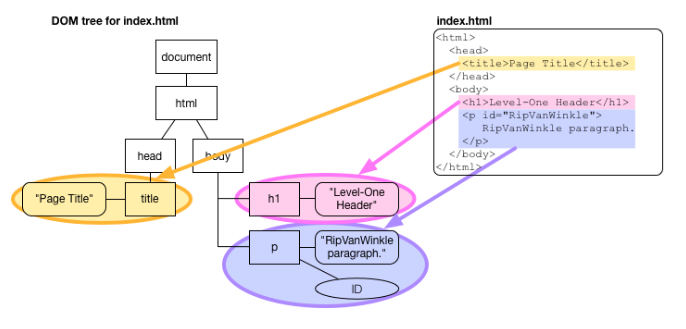 DOM tree for index.html
document
html
head
body
"Page Title"
title
h1
"Level-One
Header"
p
"RipVanWinkle
paragraph."
ID
index.html
<html>
<head>
<title>Page Title</title>
</head>
<body>
<h1>Level-One Header</h1>
<p id="RipVanWinkle">
RipVanWinkle paragraph.
</p>
</body>
</html>